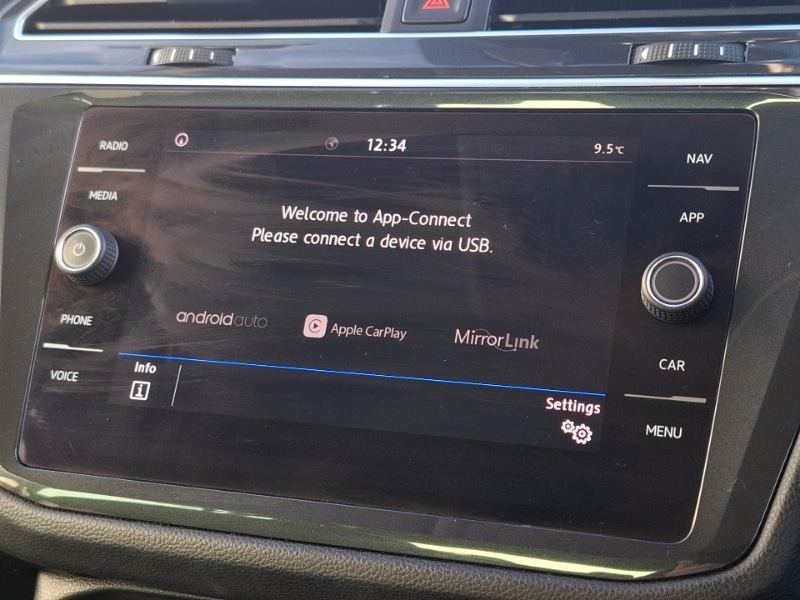 RADIO
MEDIA
PHONE
VOICE
12:34
9.5°C
Welcome to App-Connect
Please connect a device via USB.
androidauto
Apple CarPlay
MirrorLink
Info
i
Settings
NAV
APP
CAR
MENU